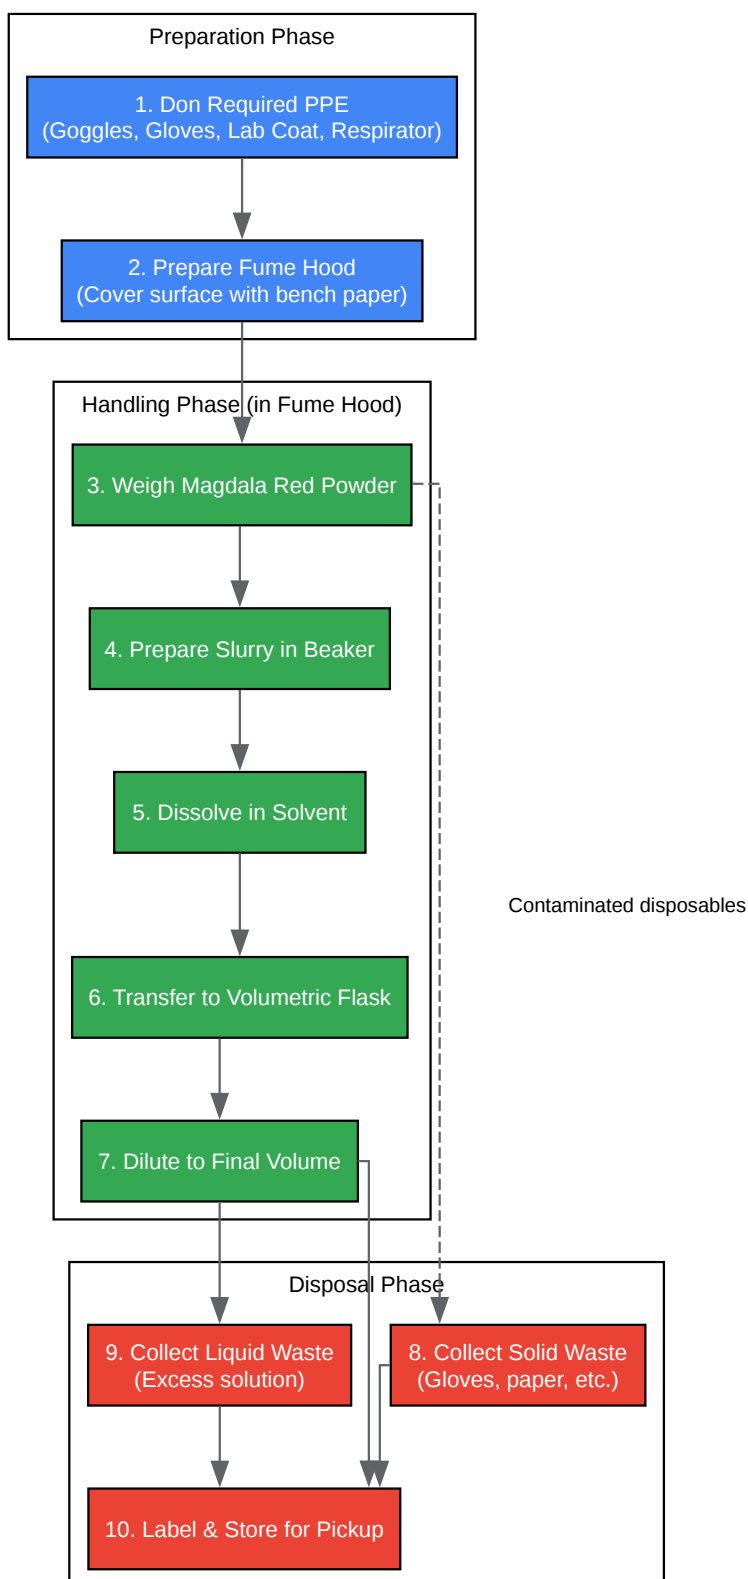 Preparation Phase
1. Don Required PPE
(Goggles, Gloves, Lab Coat, Respirator)
2. Prepare Fume Hood
(Cover surface with bench paper)
Handling Phase (in Fume Hood)
3. Weigh Magdala Red Powder
4. Prepare Slurry in Beaker
5. Dissolve in Solvent
Contaminated disposables
6. Transfer to Volumetric Flask
7. Dilute to Final Volume
Disposal Phase
9. Collect Liquid Waste
(Excess solution)
8. Collect Solid Waste
(Gloves, paper, etc.)
10. Label & Store for Pickup